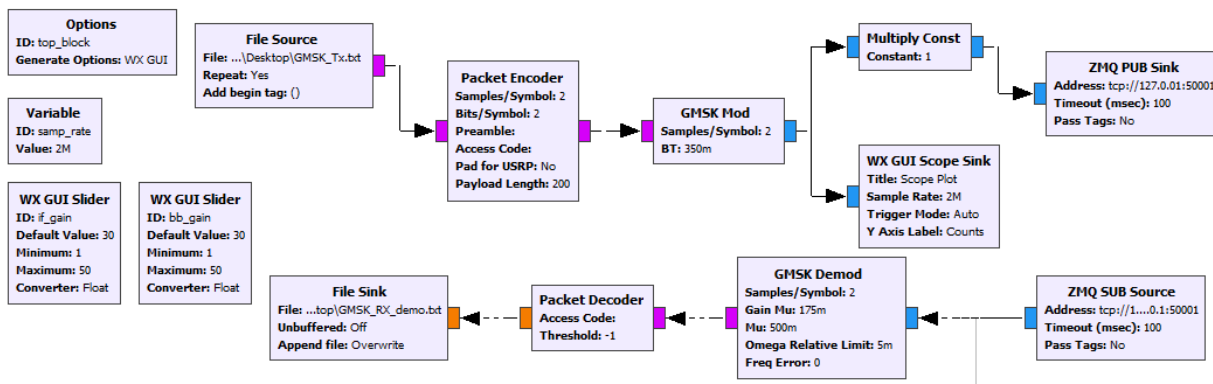 Options
ID: top_block
Generate Options: WX GUI
Variable
ID: samp_rate
Value: 2M
WX GUI Slider
ID: if_gain
Default Value: 30
Minimum: 1
Maximum: 50
Converter: Float
WX GUI Slider
ID: bb_gain
Default Value: 30
Minimum: 1
Maximum: 50
Converter: Float
File Source
File: ...\Desktop\GMSK_Tx.txt
Repeat: Yes
Add begin tag: ()
Packet Encoder
Samples/Symbol: 2
Bits/Symbol: 2
Preamble:
Access Code:
Pad for USRP: No
Payload Length: 200
GMSK Mod
Samples/Symbol: 2
BT: 350m
Multiply Const
Constant: 1
ZMQ PUB Sink
Address: tcp://127.0.01:50001
Timeout (msec): 100
Pass Tags: No
WX GUI Scope Sink
Title: Scope Plot
Sample Rate: 2M
Trigger Mode: Auto
Y Axis Label: Counts
File Sink
File: ...top\GMSK_RX_demo.txt
Unbuffered: Off
Append file: Overwrite
Packet Decoder
Access Code:
Threshold: -1
GMSK Demod
Samples/Symbol: 2
Gain Mu: 175m
Mu: 500m
Omega Relative Limit: 5m
Freq Error: 0
ZMQ SUB Source
Address: tcp://1....0.1:50001
Timeout (msec): 100
Pass Tags: No